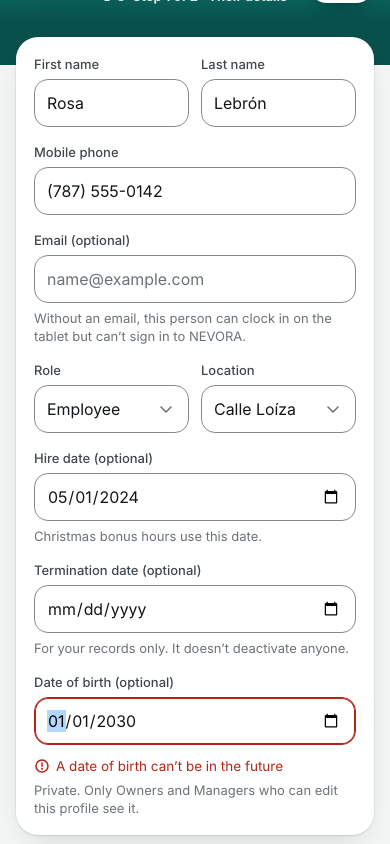 First name
Last name
Rosa
Lebrón
Mobile phone
(787) 555-0142
Email (optional)
name@example.com
Without an email, this person can clock in on the
tablet but can’t sign in to NEVORA.
Role
Location
Employee
Calle Loíza
Hire date (optional)
05/01/2024
Christmas bonus hours use this date.
Termination date (optional)
mm/dd/yyyy
For your records only. It doesn’t deactivate anyone.
Date of birth (optional)
01/01/2030
A date of birth can’t be in the future
Private. Only Owners and Managers who can edit
this profile see it.